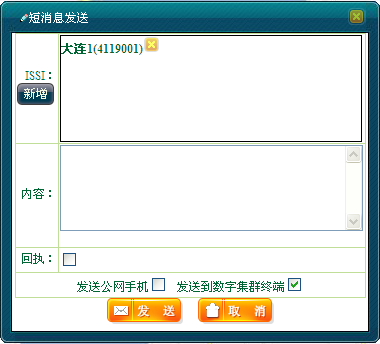 短消息发送
ISSI：
大连1(4119001)
新增
内容：
回执：
发送公网手机 发送到数字集群终端
发 送 取 消